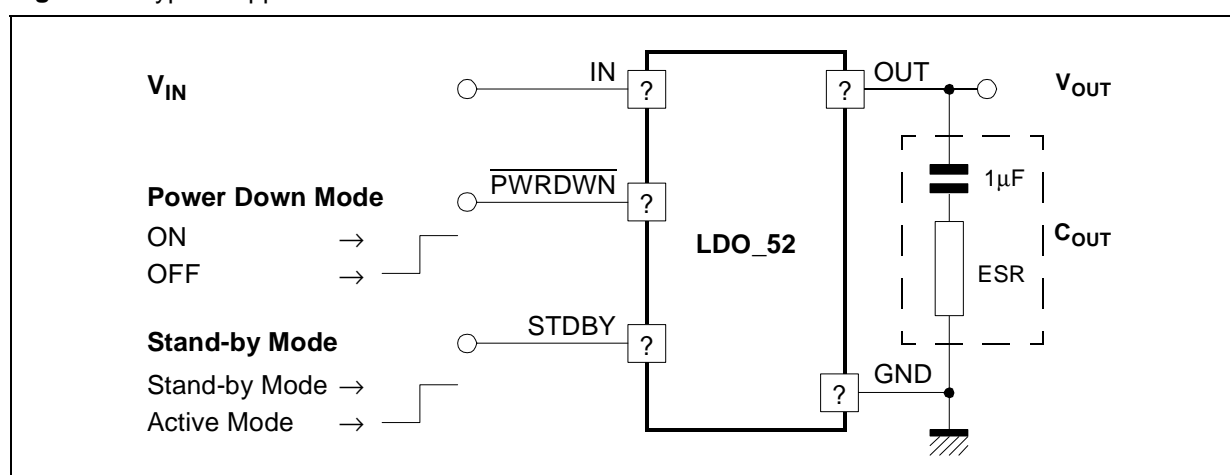 V_IN
IN
?
?
OUT
V_OUT
Power Down Mode
ON →
OFF →
PWRDWN
?
LDO_52
1μF
C_OUT
ESR
Stand-by Mode
Stand-by Mode →
Active Mode →
STDBY
?
?
GND